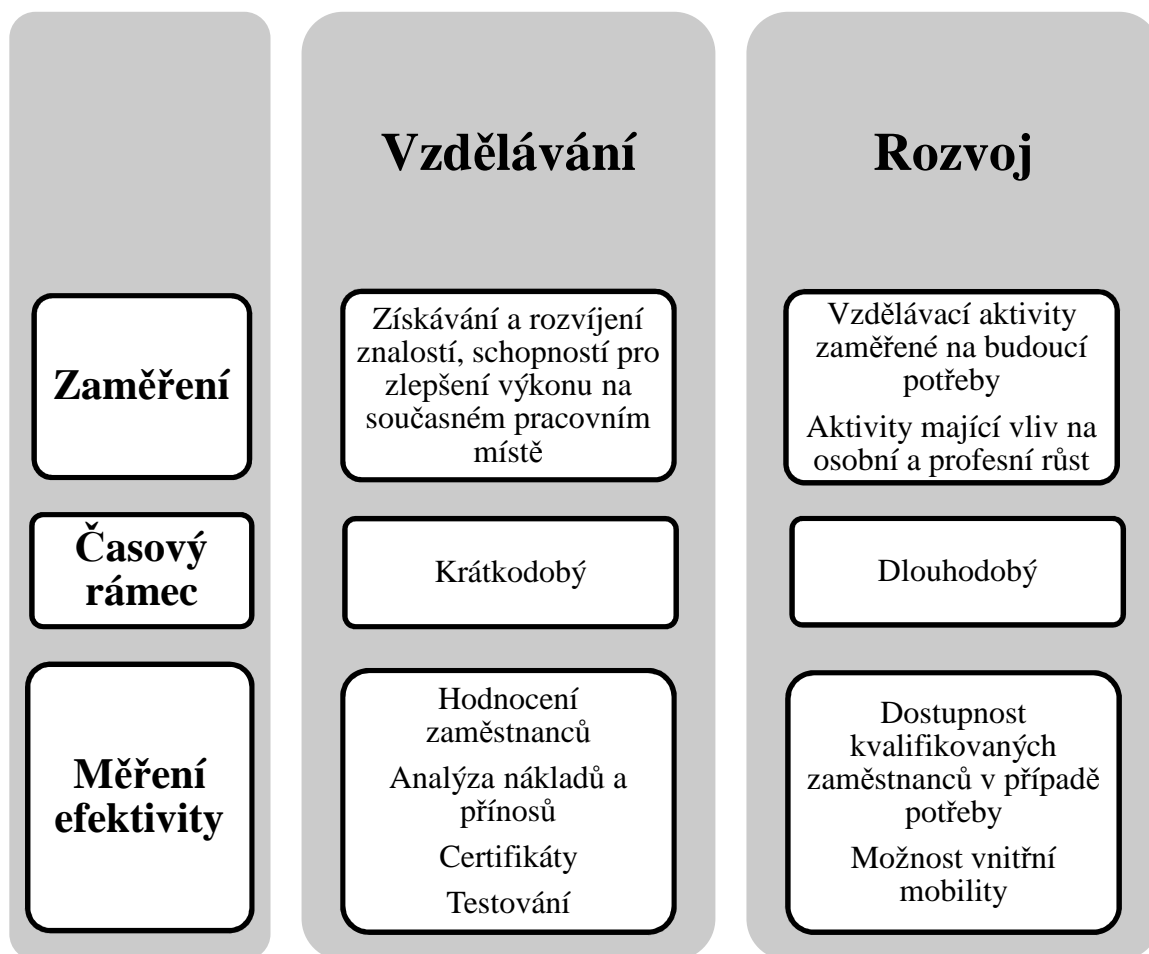 Vzdělávání
Rozvoj
Zaměření
Získávání a rozvíjení
znalostí, schopností pro
zlepšení výkonu na
současném pracovním
místě
Vzdělávací aktivity
zaměřené na budoucí
potřeby
Aktivity mající vliv na
osobní a profesní růst
Časový
rámec
Krátkodobý
Dlouhodobý
Měření
efektivity
Hodnocení
zaměstnanců
Analýza nákladů a
přínosů
Certifikáty
Testování
Dostupnost
kvalifikovaných
zaměstnanců v případě
potřeby
Možnost vnitřní
mobility